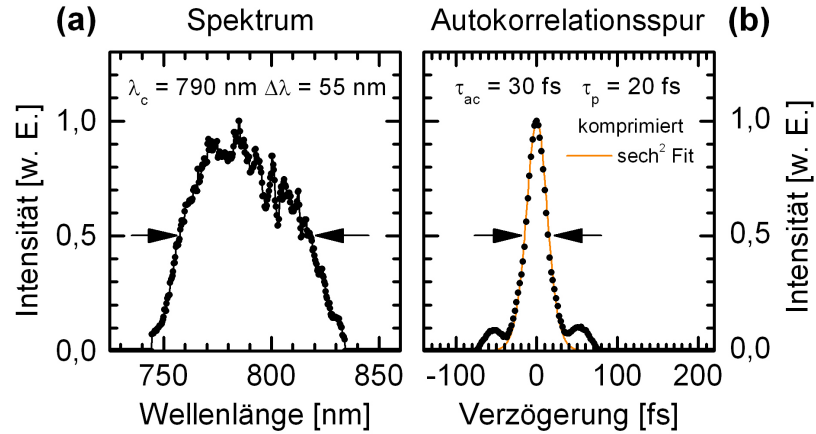 (a) Spektrum
Autokorrelationsspur (b)
λc = 790 nm Δλ = 55 nm
τac = 30 fs τp = 20 fs
komprimiert
sech² Fit
Intensität [w. E.]
1,0
0,5
0,0
750 800 850
Wellenlänge [nm]
-100 0 100 200
Verzögerung [fs]
1,0
0,5
0,0
Intensität [w. E.]